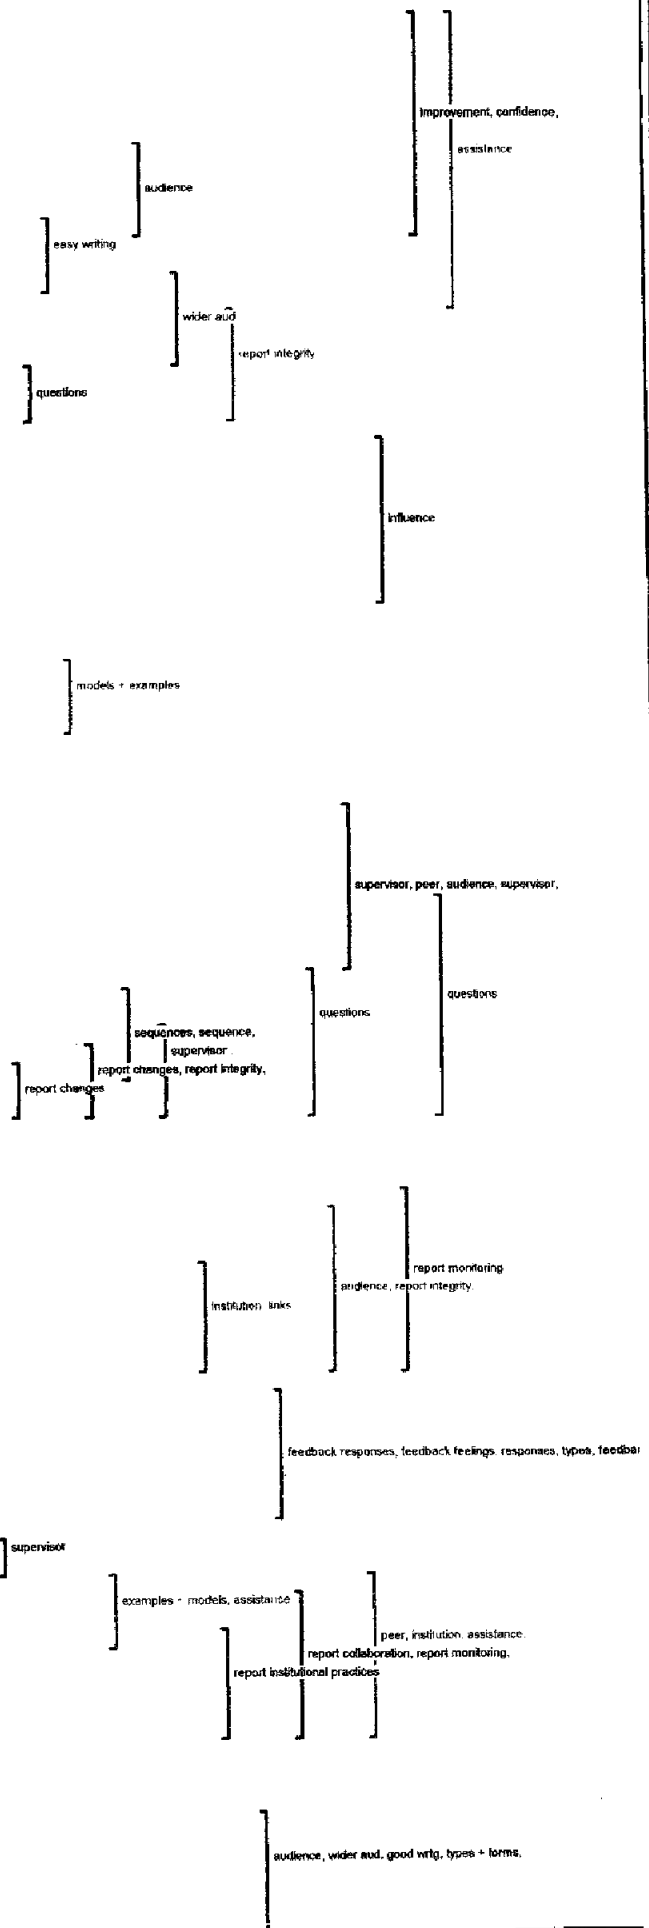 improvement, confidence,
assistance
audience
easy writing
wider aud
report integrity
questions
influence
models + examples
supervisor, peer, audience, supervisor,
questions
questions
sequences, sequence,
supervisor
report changes, report integrity,
report changes
report monitoring
audience, report integrity,
institution, links
feedback responses, feedback feelings, responses, types, feedba
supervisor
examples + models, assistance
peer, institution, assistance,
report collaboration, report monitoring,
report institutional practices
audience, wider aud, good wrtg, types + forms,